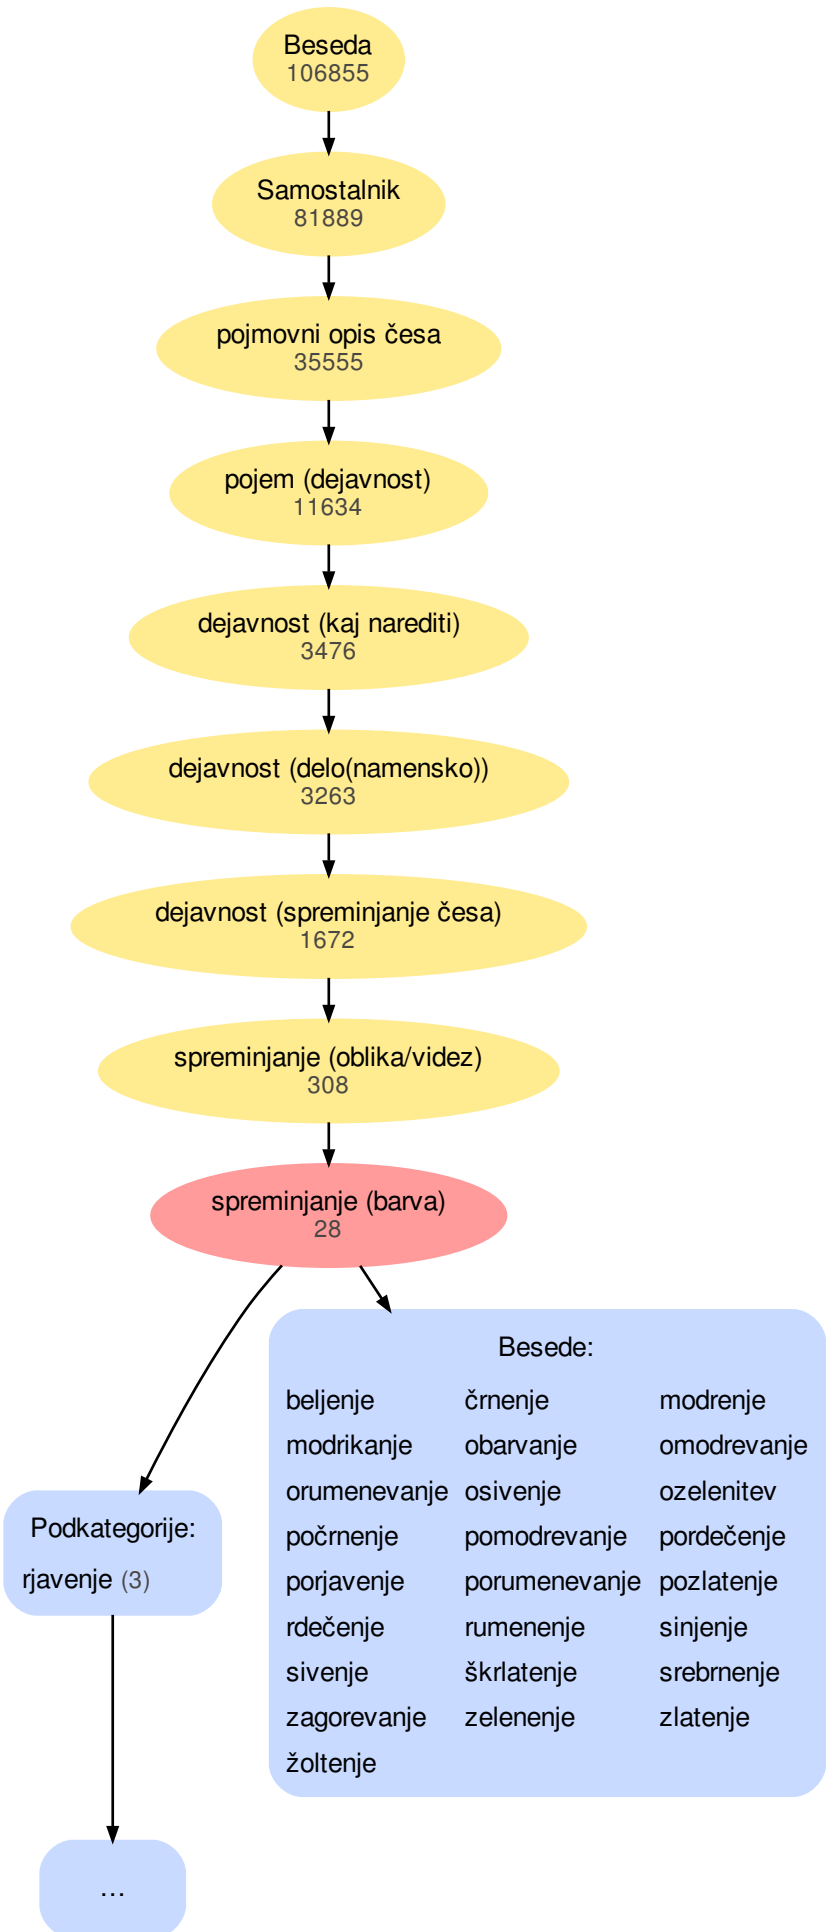 Beseda
106855
Samostalnik
81889
pojmovni opis česa
35555
pojem (dejavnost)
11634
dejavnost (kaj narediti)
3476
dejavnost (delo(namensko))
3263
dejavnost (spreminjanje česa)
1672
spreminjanje (oblika/videz)
308
spreminjanje (barva)
28
Besede:
beljenje črnenje modrenje
modrikanje obarvanje omodrevanje
orumenevanje osivenje ozelenitev
počrnenje pomodrevanje pordečenje
porjavenje porumenevanje pozlatenje
rdečenje rumenenje sinjenje
sivenje škrlatenje srebrnenje
zagorevanje zelenenje zlatenje
žoltenje
Podkategorije:
rjavenje (3)
...